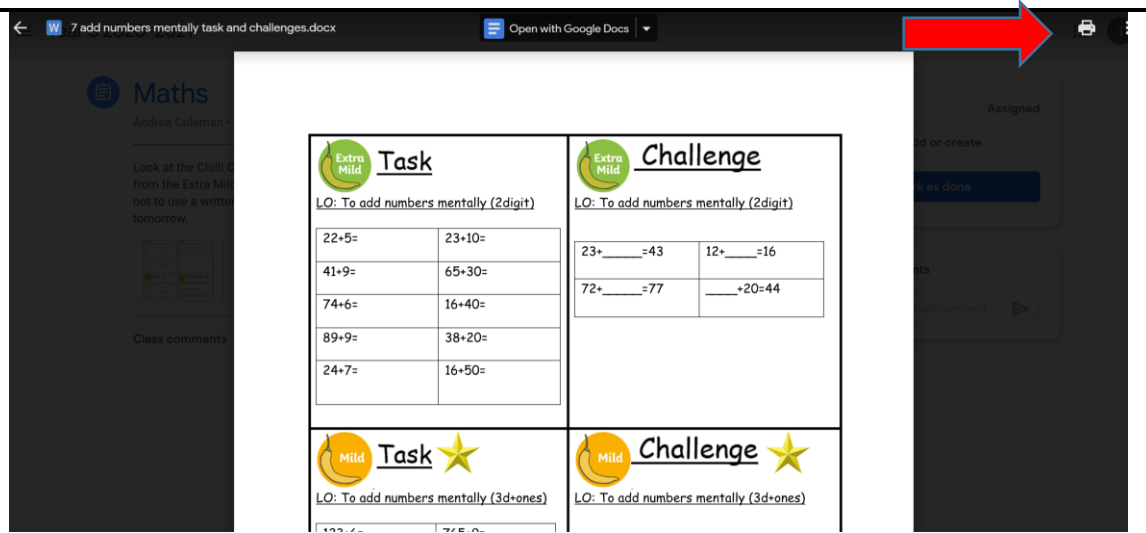 7 add numbers mentally task and challenges.docx
Open with Google Docs
Maths
Andrea Coleman
Assigned
Look at the Chilli
from the Extra
not to use a
tomorrow.
or create
as done
Class comments
Extra
Mild
Task
LO: To add numbers mentally (2digit)
22+5= 23+10=
41+9= 65+30=
74+6= 16+40=
89+9= 38+20=
24+7= 16+50=
Extra
Mild
Challenge
LO: To add numbers mentally (2digit)
23+______=43 12+_____=16
72+______=77 _____+20=44
Mild
Task
LO: To add numbers mentally (3d+ones)
Mild
Challenge
LO: To add numbers mentally (3d+ones)